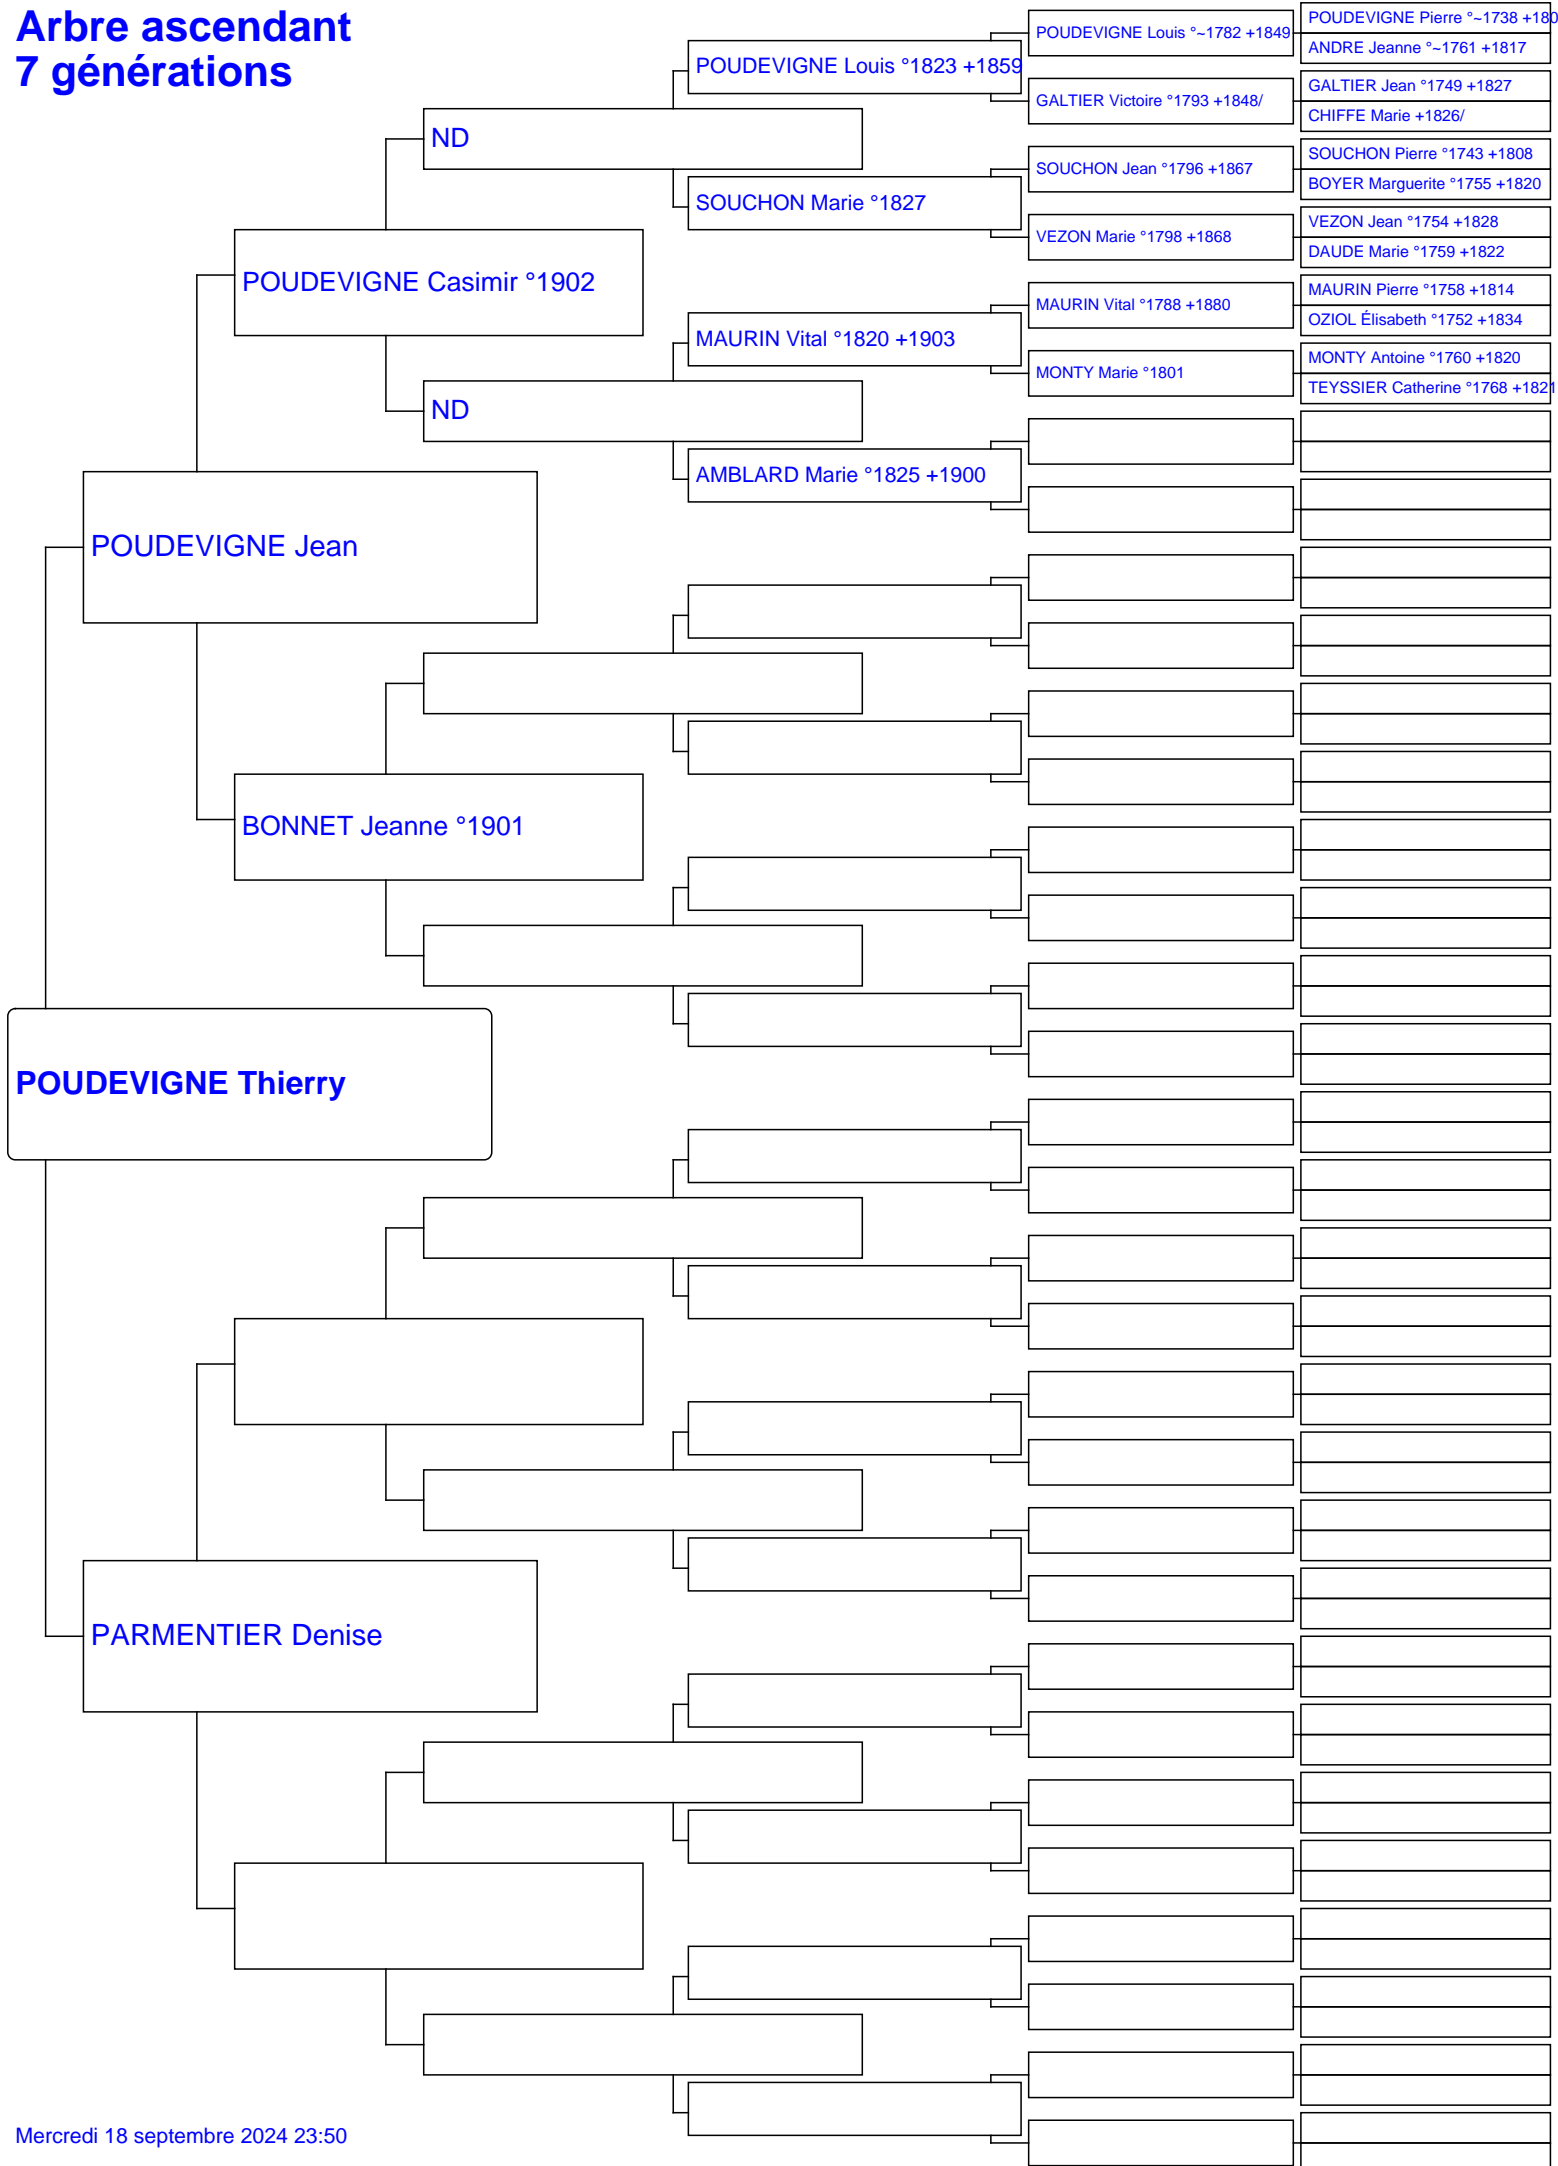 Arbre ascendant
7 générations
POUDEVIGNE Pierre °~1738 +180
ANDRE Jeanne °~1761 +1817
POUDEVIGNE Louis °~1782 +1849
POUDEVIGNE Louis °1823 +1859
GALTIER Jean °1749 +1827
GALTIER Victoire °1793 +1848/
CHIFFE Marie +1826/
ND
SOUCHON Pierre °1743 +1808
SOUCHON Jean °1796 +1867
BOYER Marguerite °1755 +1820
SOUCHON Marie °1827
VEZON Jean °1754 +1828
VEZON Marie °1798 +1868
DAUDE Marie °1759 +1822
POUDEVIGNE Casimir °1902
MAURIN Pierre °1758 +1814
MAURIN Vital °1788 +1880
OZIOL Élisabeth °1752 +1834
MAURIN Vital °1820 +1903
MONTY Antoine °1760 +1820
MONTY Marie °1801
TEYSSIER Catherine °1768 +1821
ND
AMBLARD Marie °1825 +1900
POUDEVIGNE Jean
BONNET Jeanne °1901
POUDEVIGNE Thierry
PARMENTIER Denise
Mercredi 18 septembre 2024 23:50